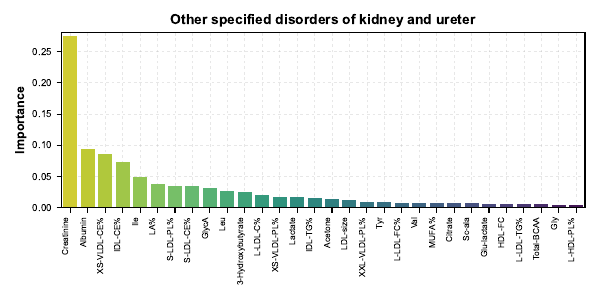 Other specified disorders of kidney and ureter
Importance
0.25
0.20
0.15
0.10
0.05
0.00
Creatinine
Albumin
XS-VLDL-CE%
IDL-CE%
Ile
LA%
S-LDL-PL%
S-LDL-CE%
GlycA
Leu
3-Hydroxybutyrate
L-LDL-C%
XS-VLDL-PL%
Lactate
IDL-TG%
Acetone
LDL-size
XXL-VLDL-PL%
Tyr
L-LDL-FC%
Val
MUFA%
Citrate
Sc-ala
Glu-lactate
HDL-FC
L-LDL-TG%
Total-BCAA
Gly
L-HDL-PL%